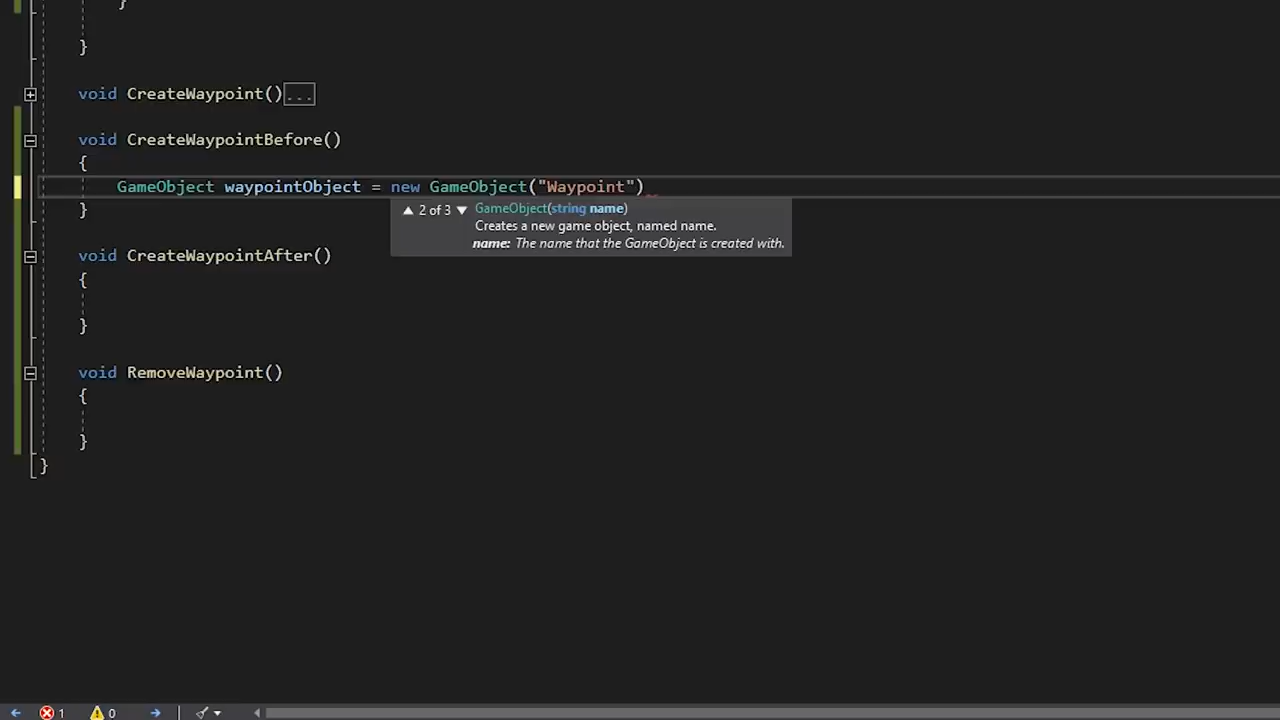 }
}
void CreateWaypoint()...
void CreateWaypointBefore()
{
GameObject waypointObject = new GameObject("Waypoint")
▲ 2 of 3 ▼ GameObject(string name)
Creates a new game object, named name.
name: The name that the GameObject is created with.
}
void CreateWaypointAfter()
{
}
void RemoveWaypoint()
{
}
}
1 0